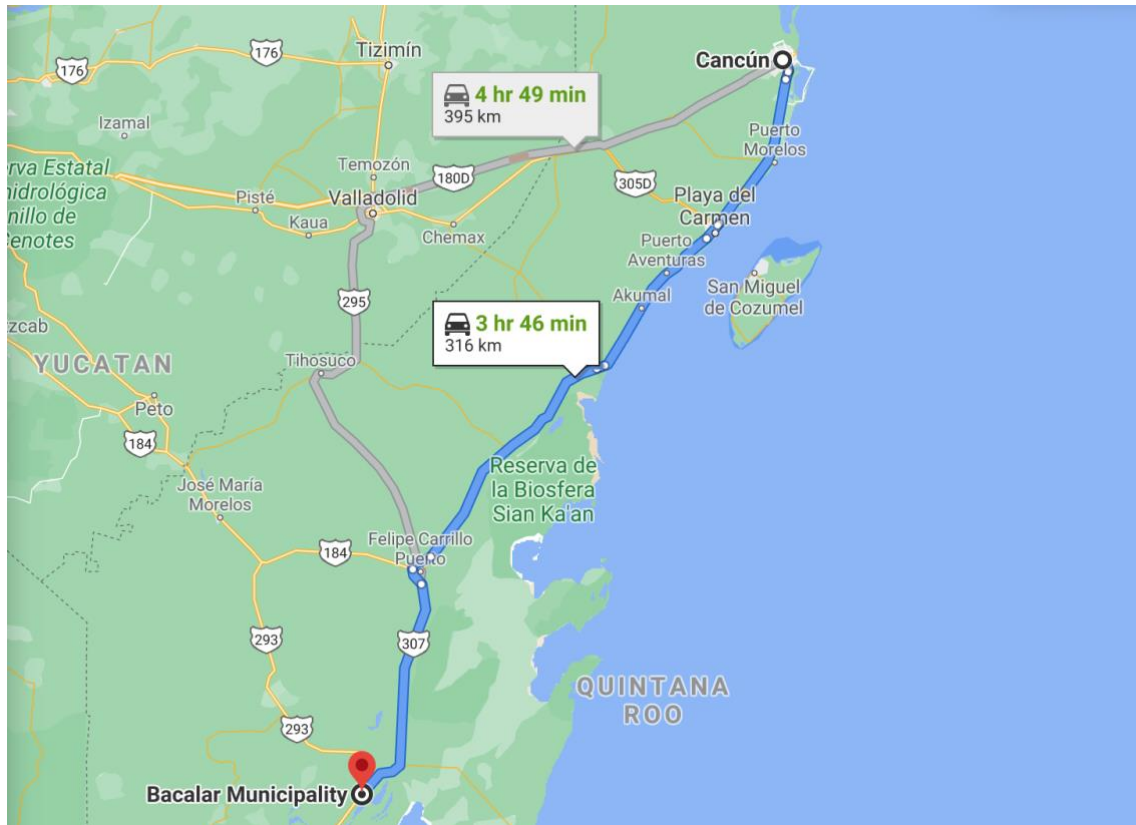 176
Tizimín
Cancún
176
4 hr 49 min
395 km
Izamal
Puerto
Morelos
rva Estatal
hidrológica
nillo de
enotes
Temozón
180D
305D
Pisté
Valladolid
Playa del
Carmen
Kaua
Chemax
Puerto
Aventuras
San Miguel
de Cozumel
Akumal
295
3 hr 46 min
316 km
zcab
YUCATAN
Tihosuco
Peto
184
Reserva de
la Biosfera
Sian Ka'an
José María
Morelos
Felipe Carrillo
Puerto
184
293
307
QUINTANA
ROO
293
Bacalar Municipality